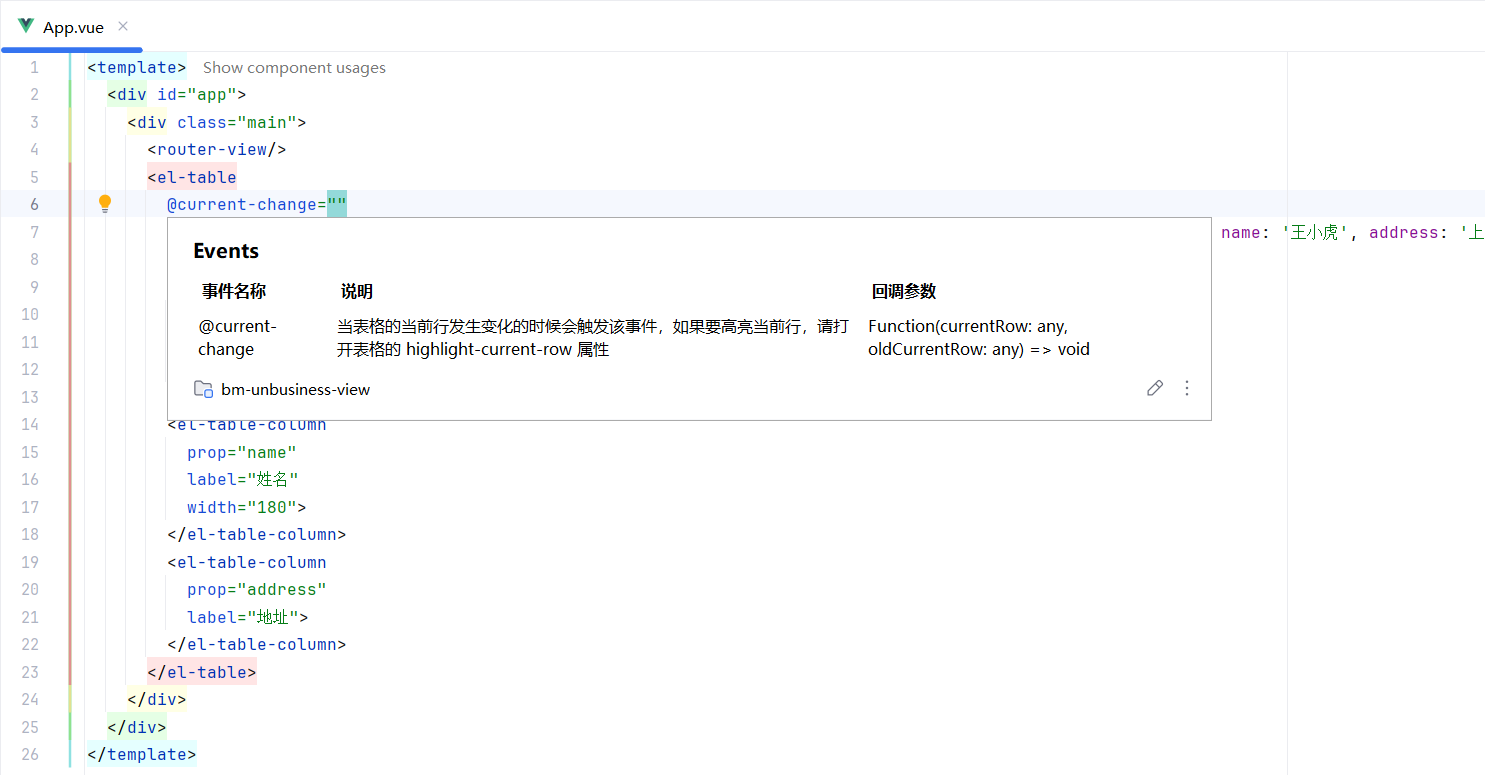 App.vue
1 <template> Show component usages
2 <div id="app">
3 <div class="main">
4 <router-view/>
5 <el-table
6 @current-change=""
7 name: '王小虎', address: '上
8
9
10
11
12
13
Events
事件名称 说明 回调参数
@current-change 当表格的当前行发生变化的时候会触发该事件，如果要高亮当前行，请打 Function(currentRow: any,
开表格的 highlight-current-row 属性 oldCurrentRow: any) => void
bm-unbusiness-view
14 <el-table-column
15 prop="name"
16 label="姓名"
17 width="180">
18 </el-table-column>
19 <el-table-column
20 prop="address"
21 label="地址">
22 </el-table-column>
23 </el-table>
24 </div>
25 </div>
26 </template>